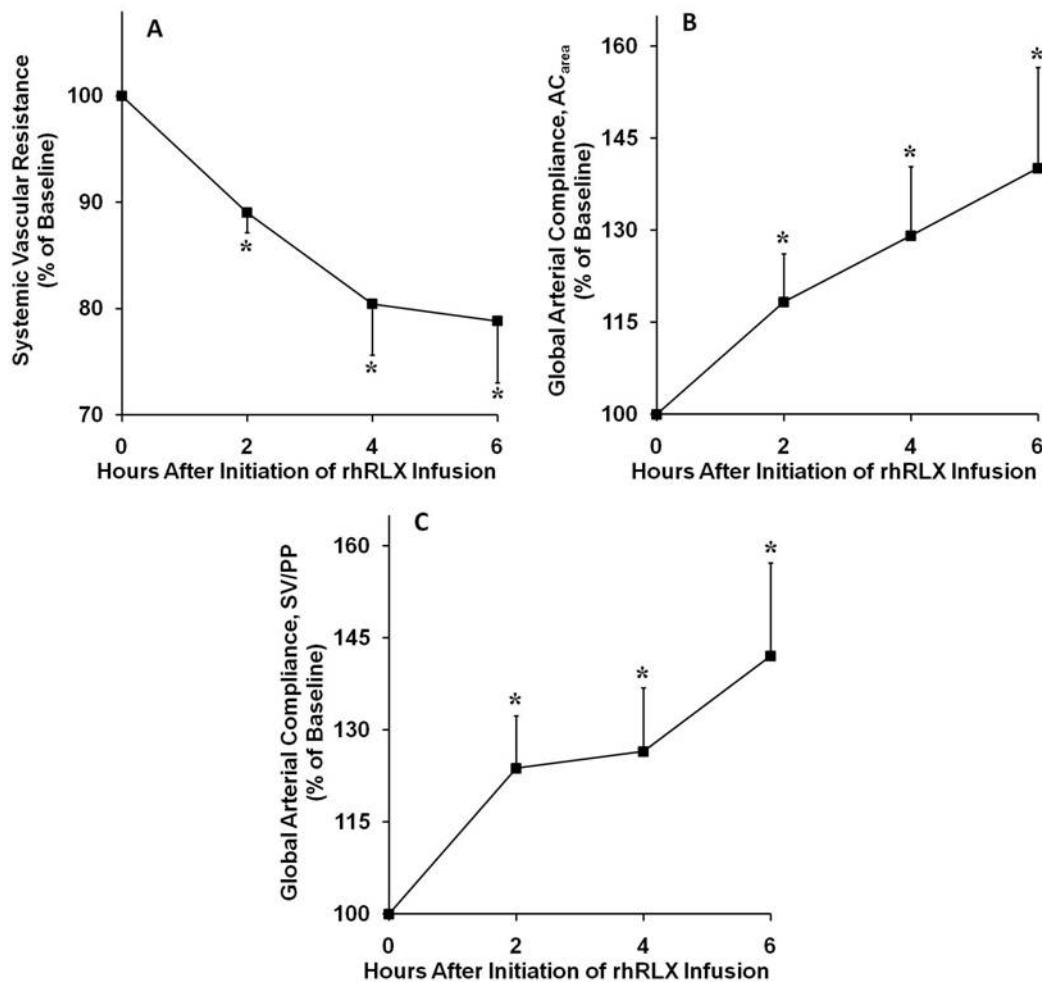 A
Systemic Vascular Resistance
(% of Baseline)
100
90
80
70
0 2 4 6
* * *
Hours After Initiation of rhRLX Infusion
B
Global Arterial Compliance, ACarea
(% of Baseline)
160
145
130
115
100
0 2 4 6
* * *
Hours After Initiation of rhRLX Infusion
C
Global Arterial Compliance, SV/PP
(% of Baseline)
160
145
130
115
100
0 2 4 6
* * *
Hours After Initiation of rhRLX Infusion